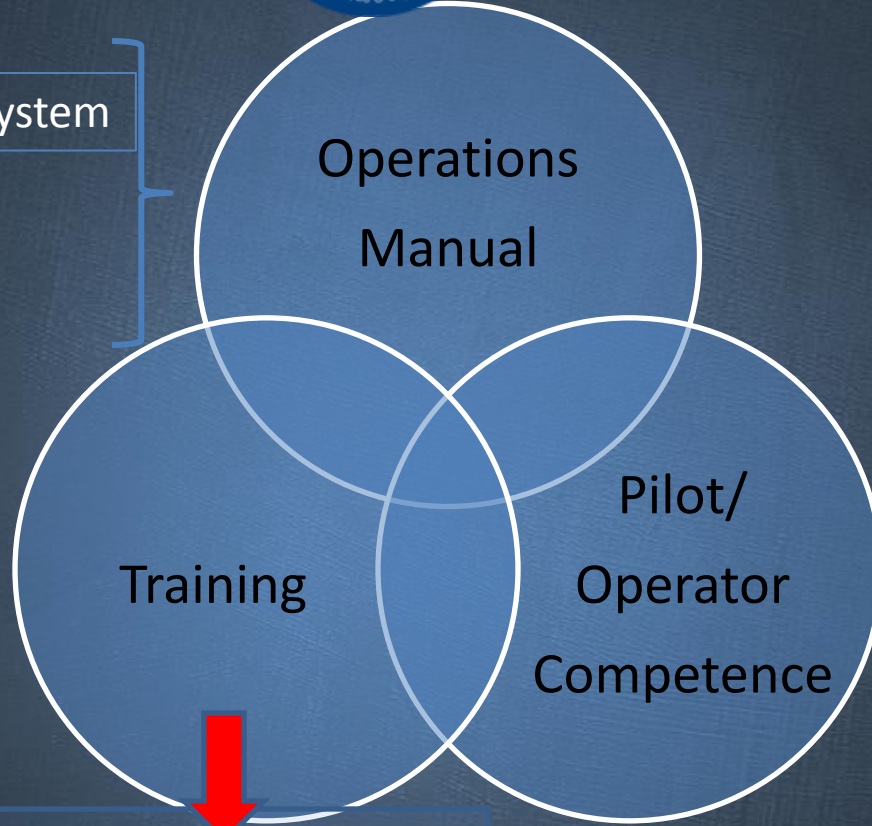 ystem
Operations
Manual
Pilot/
Training
Operator
Competence